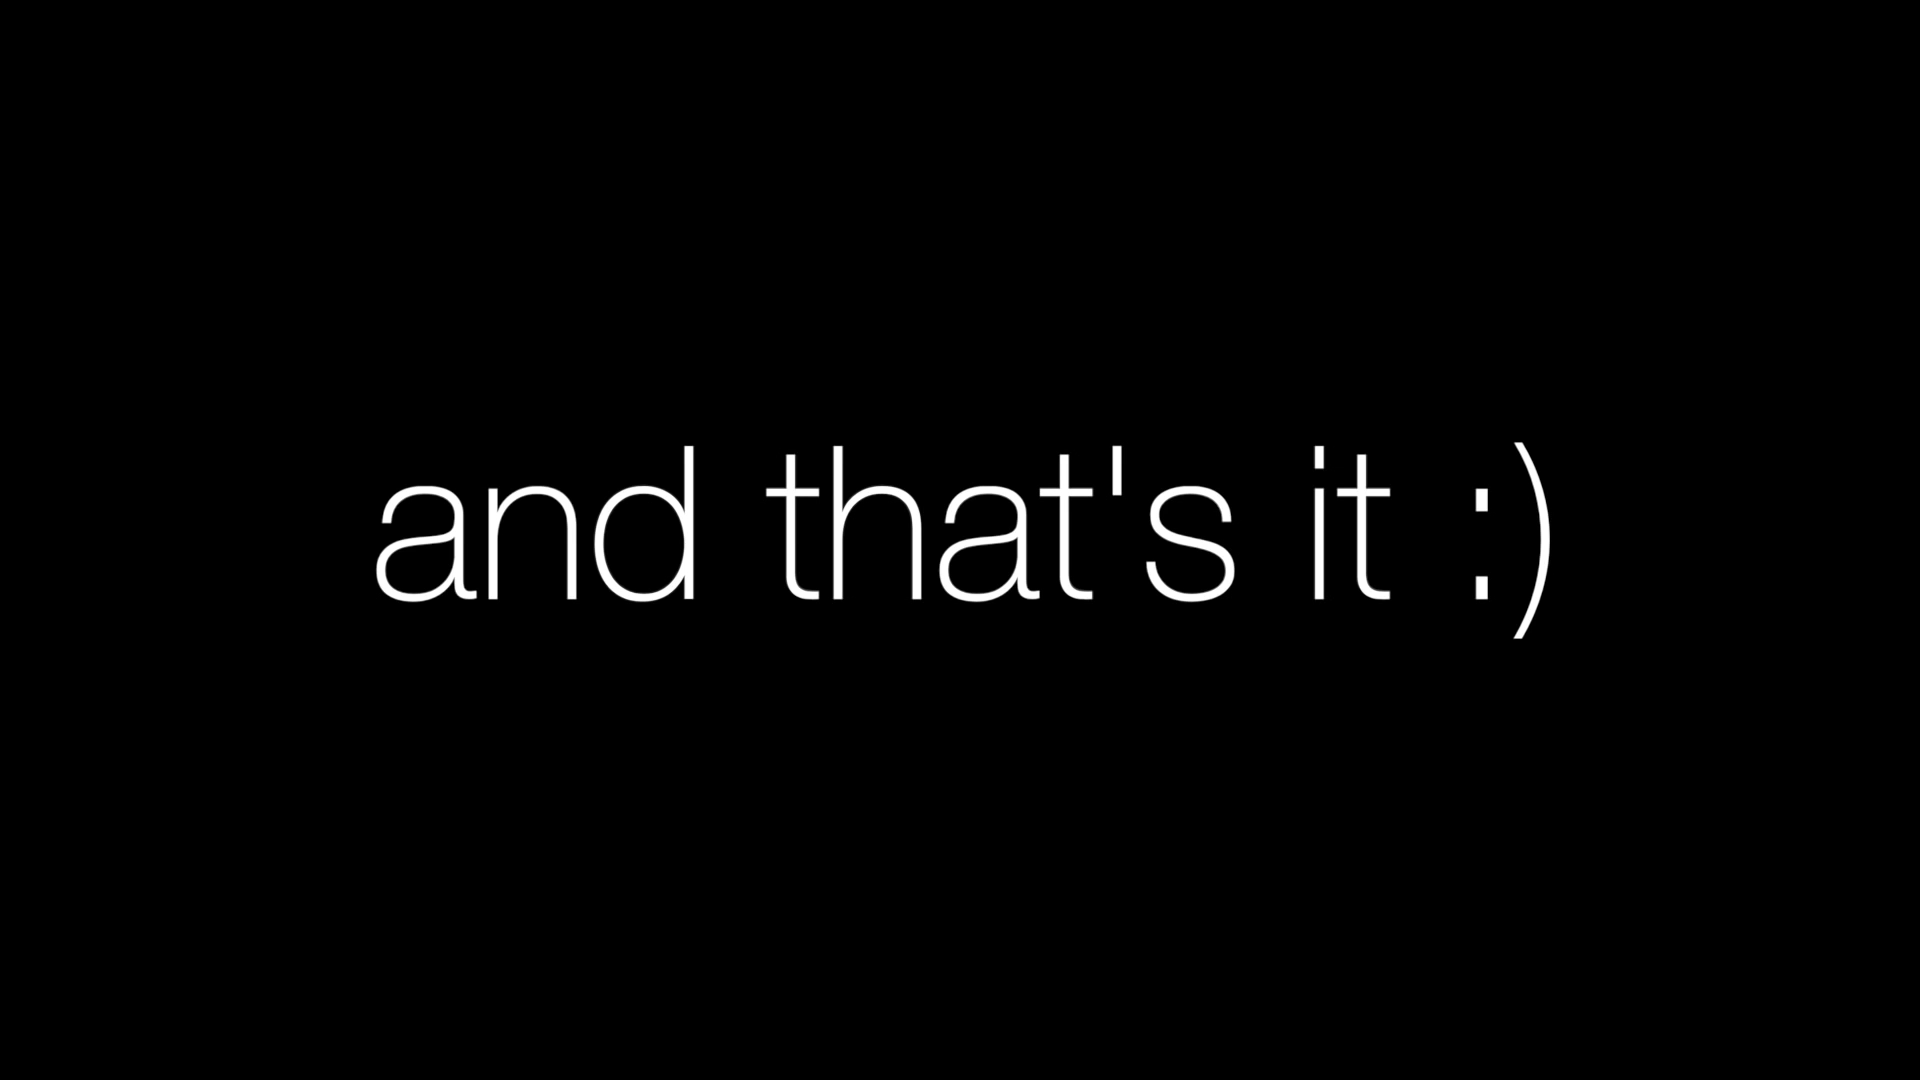 and that's it :)